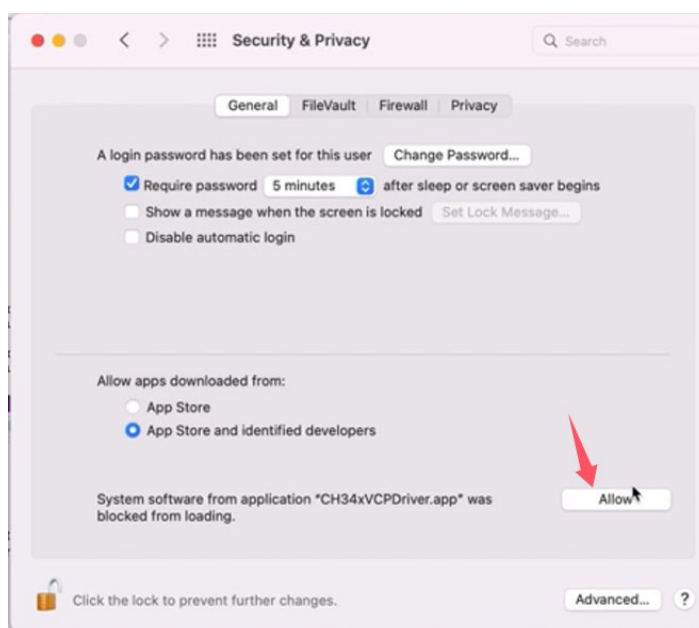 Security & Privacy
Search
General FileVault Firewall Privacy
A login password has been set for this user Change Password...
Require password 5 minutes after sleep or screen saver begins
Show a message when the screen is locked Set Lock Message...
Disable automatic login
Allow apps downloaded from:
App Store
App Store and identified developers
System software from application "CH34xVCPDriver.app" was Allow
blocked from loading.
Click the lock to prevent further changes. Advanced... ?